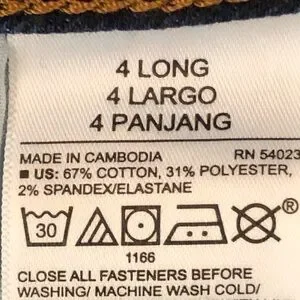 4 LONG
4 LARGO
4 PANJANG
MADE IN CAMBODIA RN 54023
■ US: 67% COTTON, 31% POLYESTER,
2% SPANDEX/ELASTANE
30
®
1166
CLOSE ALL FASTENERS BEFORE
WASHING/ MACHINE WASH COLD/